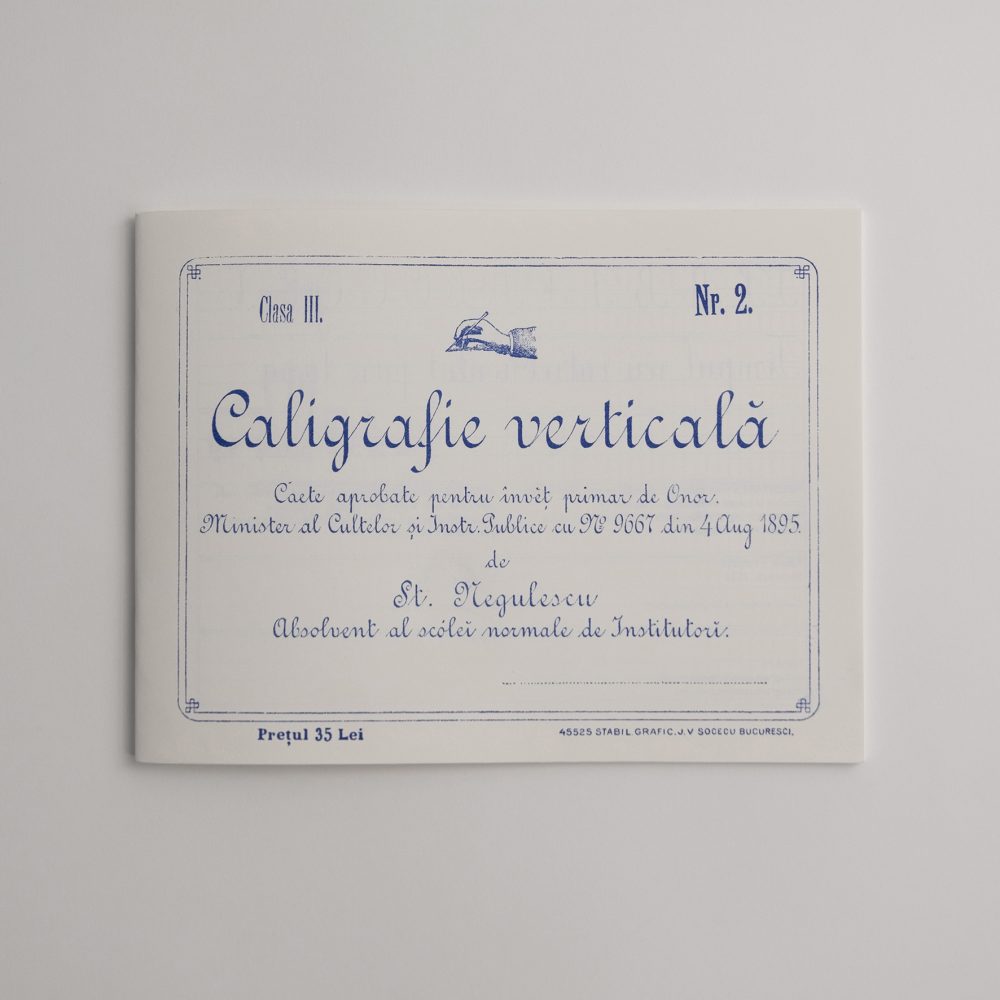 Clasa III.
Nr. 2.
Caligrafie verticală
Caete aprobate pentru învĕț primar de Onor.
Minister al Cultelor și Instr. Publice cu Nº 9667 din 4 Aug 1895.
de
St. Negulescu
Absolvent al scólei normale de Institutorĭ.
Prețul 35 Lei
45525 STABIL. GRAFIC. J. V SOCECU BUCURESCI.